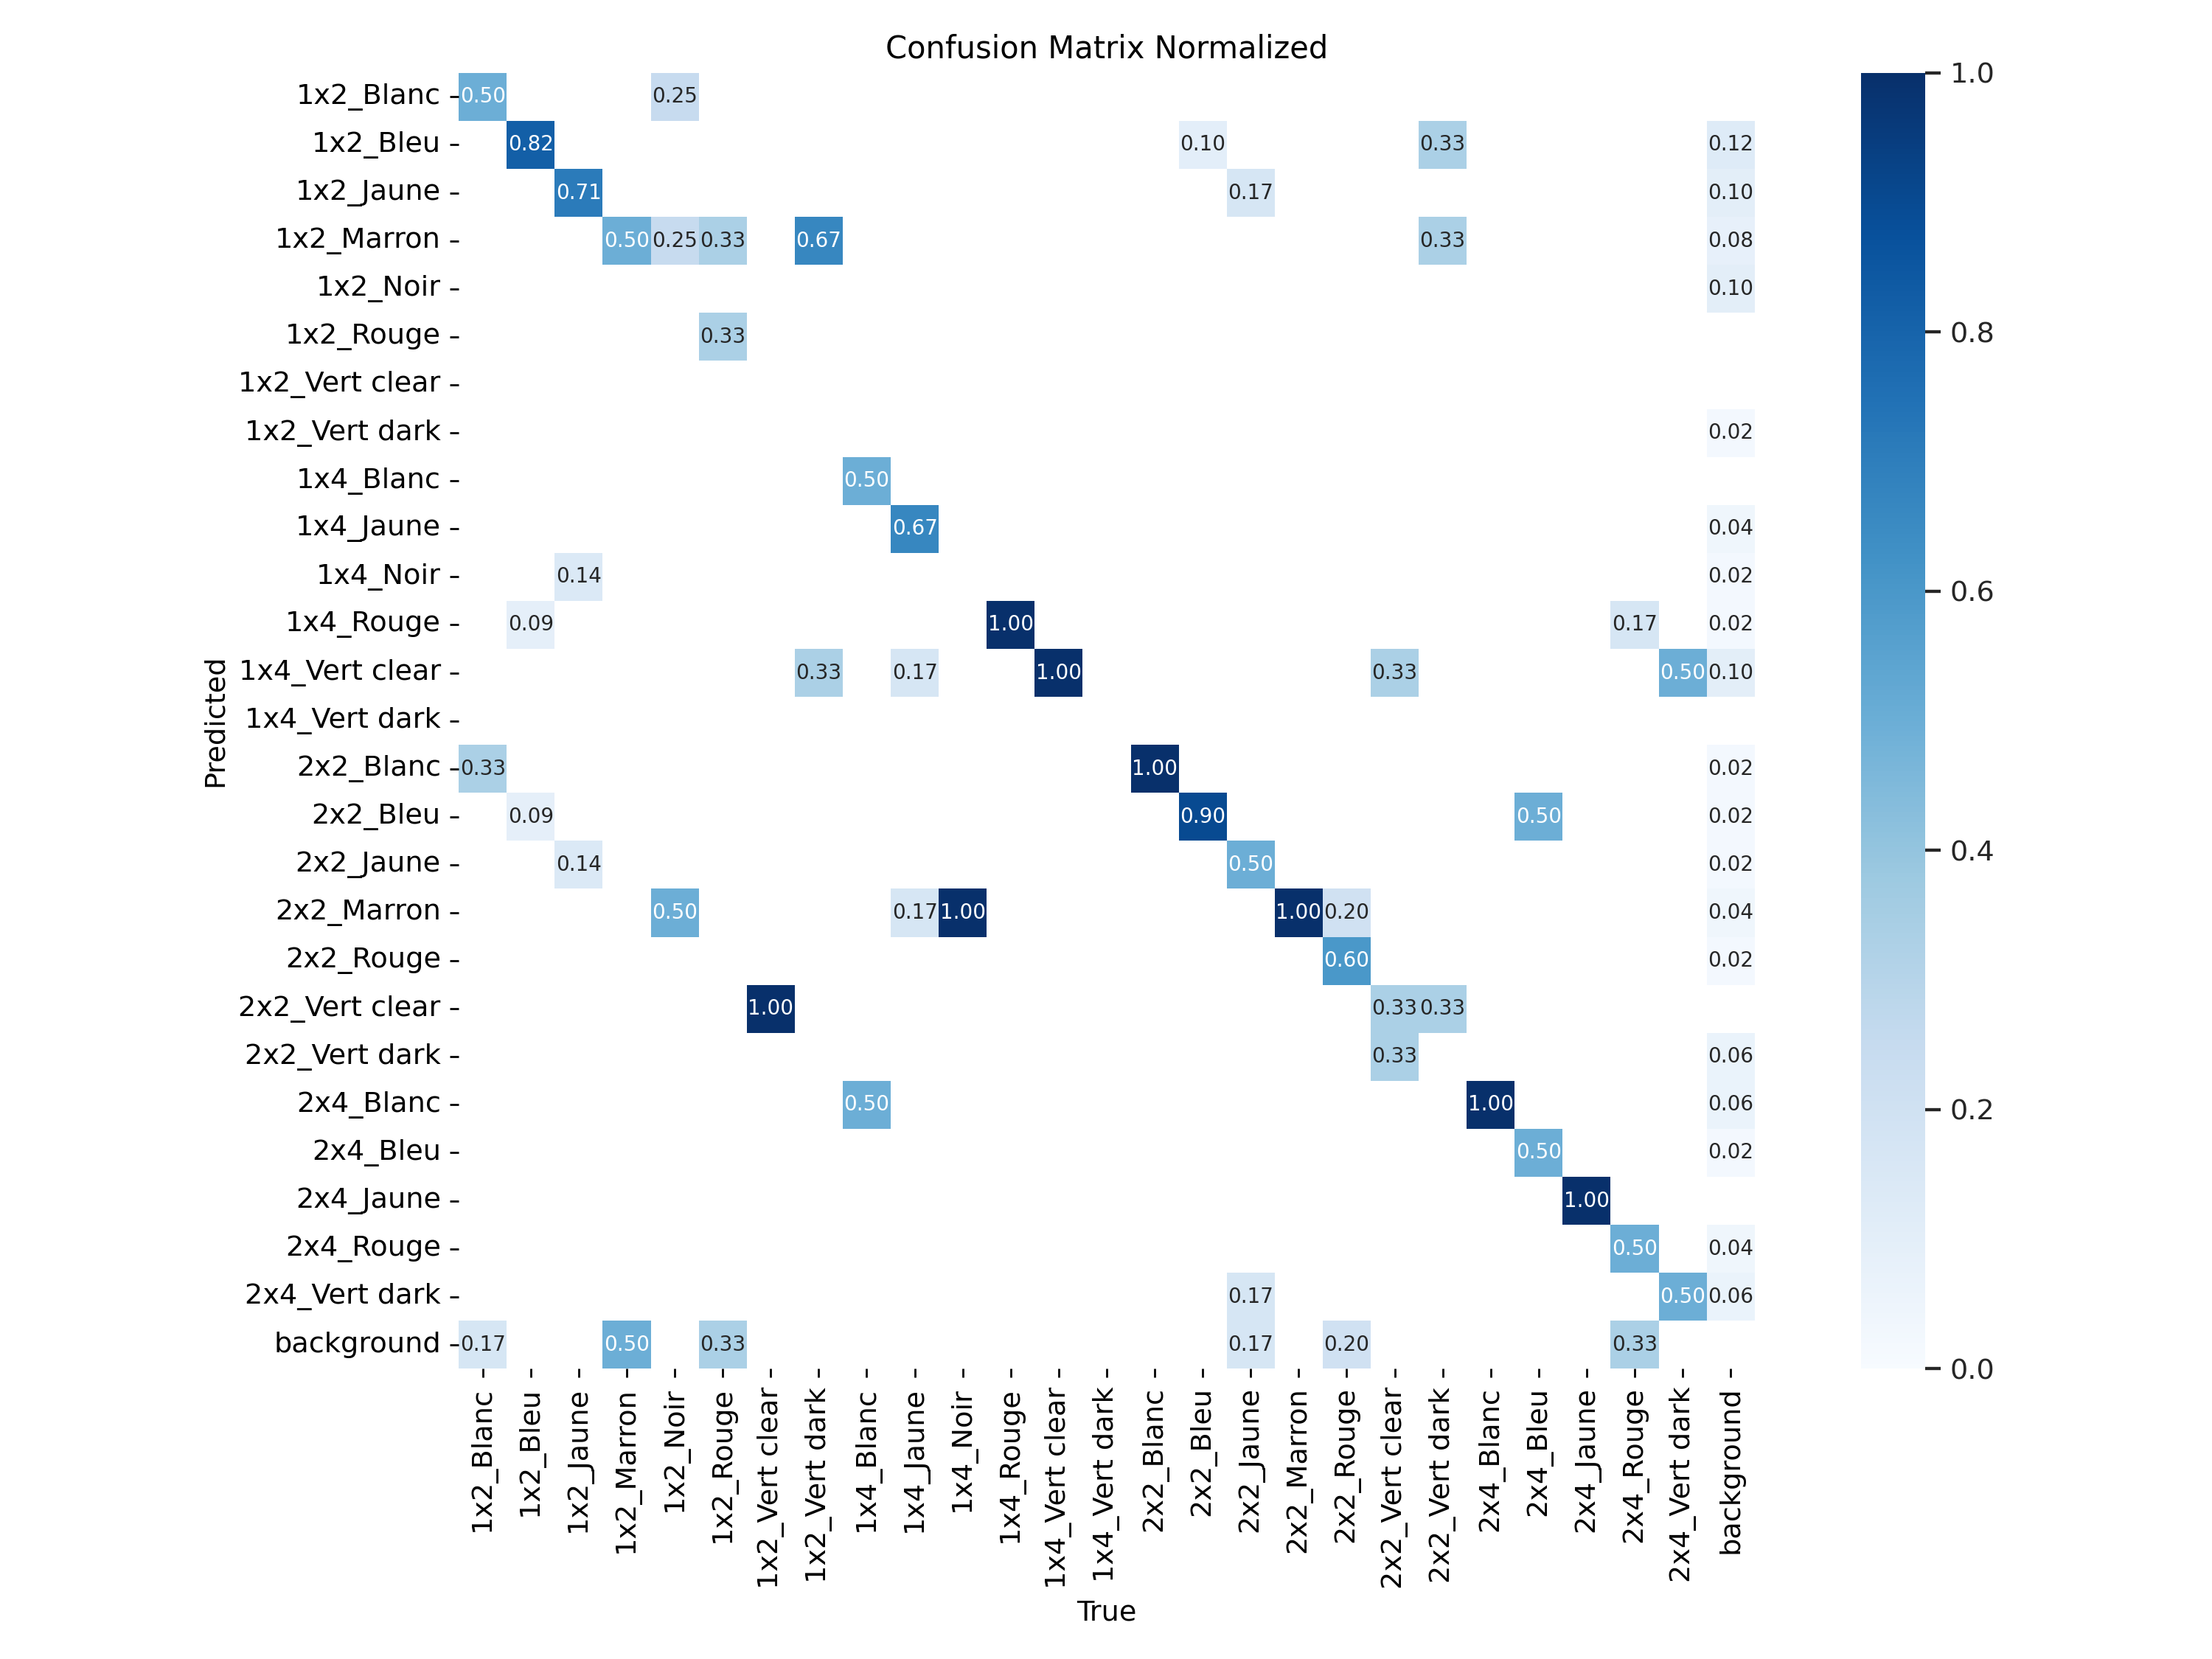 Confusion Matrix Normalized
1x2_Blanc 0.50 0.25
1x2_Bleu 0.82 0.10 0.33 0.12
1x2_Jaune 0.71 0.17 0.10
1x2_Marron 0.50 0.25 0.33 0.67 0.33 0.08
1x2_Noir 0.10
1x2_Rouge 0.33
1x2_Vert clear
1x2_Vert dark 0.02
1x4_Blanc 0.50
1x4_Jaune 0.67 0.04
1x4_Noir 0.14 0.02
1x4_Rouge 0.09 1.00 0.17 0.02
1x4_Vert clear 0.33 0.17 1.00 0.33 0.50 0.10
1x4_Vert dark
2x2_Blanc 0.33 1.00 0.02
2x2_Bleu 0.09 0.90 0.50 0.02
2x2_Jaune 0.14 0.50 0.02
2x2_Marron 0.50 0.17 1.00 1.00 0.20 0.04
2x2_Rouge 0.60 0.02
2x2_Vert clear 1.00 0.33 0.33
2x2_Vert dark 0.33 0.06
2x4_Blanc 0.50 1.00 0.06
2x4_Bleu 0.50 0.02
2x4_Jaune 1.00
2x4_Rouge 0.50 0.04
2x4_Vert dark 0.17 0.50 0.06
background 0.17 0.50 0.33 0.17 0.20 0.33
Predicted
1x2_Blanc
1x2_Bleu
1x2_Jaune
1x2_Marron
1x2_Noir
1x2_Rouge
1x2_Vert clear
1x2_Vert dark
1x4_Blanc
1x4_Jaune
1x4_Noir
1x4_Rouge
1x4_Vert clear
1x4_Vert dark
2x2_Blanc
2x2_Bleu
2x2_Jaune
2x2_Marron
2x2_Rouge
2x2_Vert clear
2x2_Vert dark
2x4_Blanc
2x4_Bleu
2x4_Jaune
2x4_Rouge
2x4_Vert dark
background
True
1.0
0.8
0.6
0.4
0.2
0.0